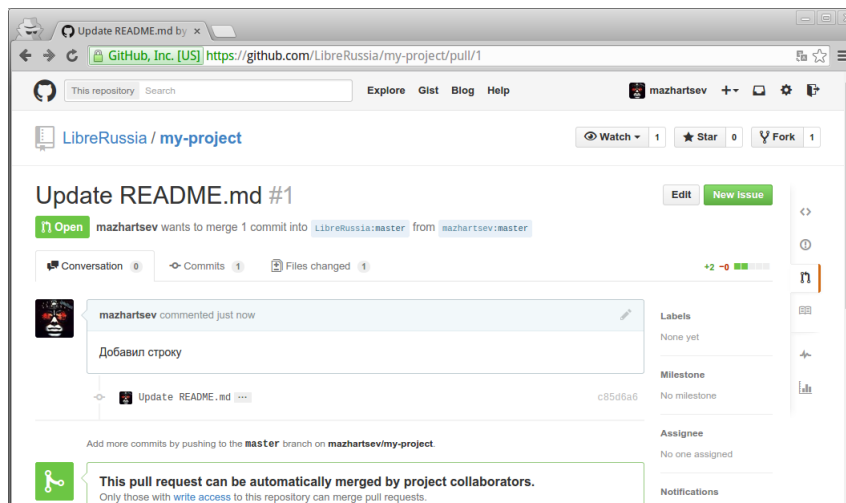 Update README.md by
GitHub, Inc. [US] https://github.com/LibreRussia/my-project/pull/1
This repository Search Explore Gist Blog Help mazhartsev
LibreRussia / my-project Watch 1 Star 0 Fork 1
Update README.md #1 Edit New Issue
Open mazhartsev wants to merge 1 commit into LibreRussia:master from mazhartsev:master
Conversation 0 Commits 1 Files changed 1 +2 −0
mazhartsev commented just now
Labels
None yet
Добавил строку
Milestone
No milestone
Update README.md ... c85d6a6
Assignee
No one assigned
Add more commits by pushing to the master branch on mazhartsev/my-project.
This pull request can be automatically merged by project collaborators.
Only those with write access to this repository can merge pull requests.
Notifications